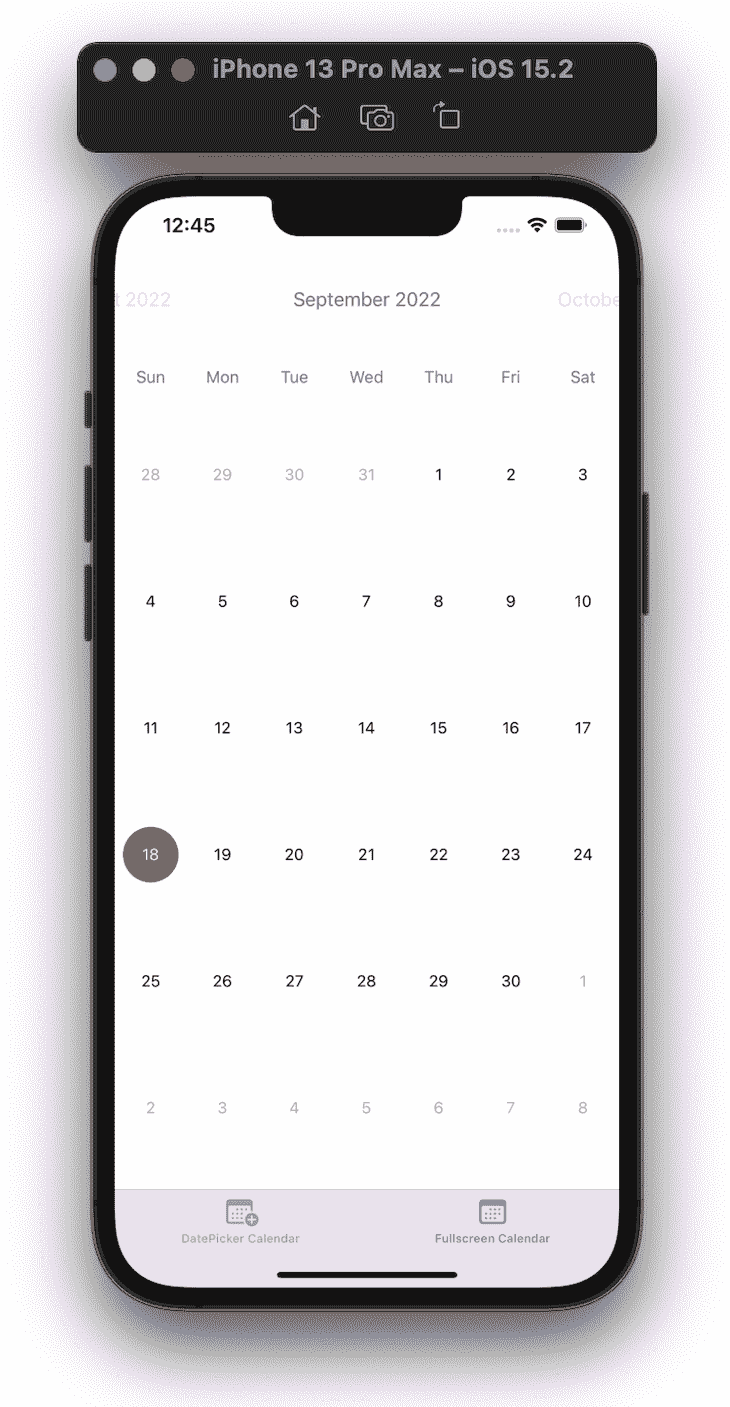 iPhone 13 Pro Max – iOS 15.2
12:45
t 2022 September 2022 Octobe
Sun Mon Tue Wed Thu Fri Sat
28 29 30 31 1 2 3
4 5 6 7 8 9 10
11 12 13 14 15 16 17
18 19 20 21 22 23 24
25 26 27 28 29 30 1
2 3 4 5 6 7 8
DatePicker Calendar Fullscreen Calendar